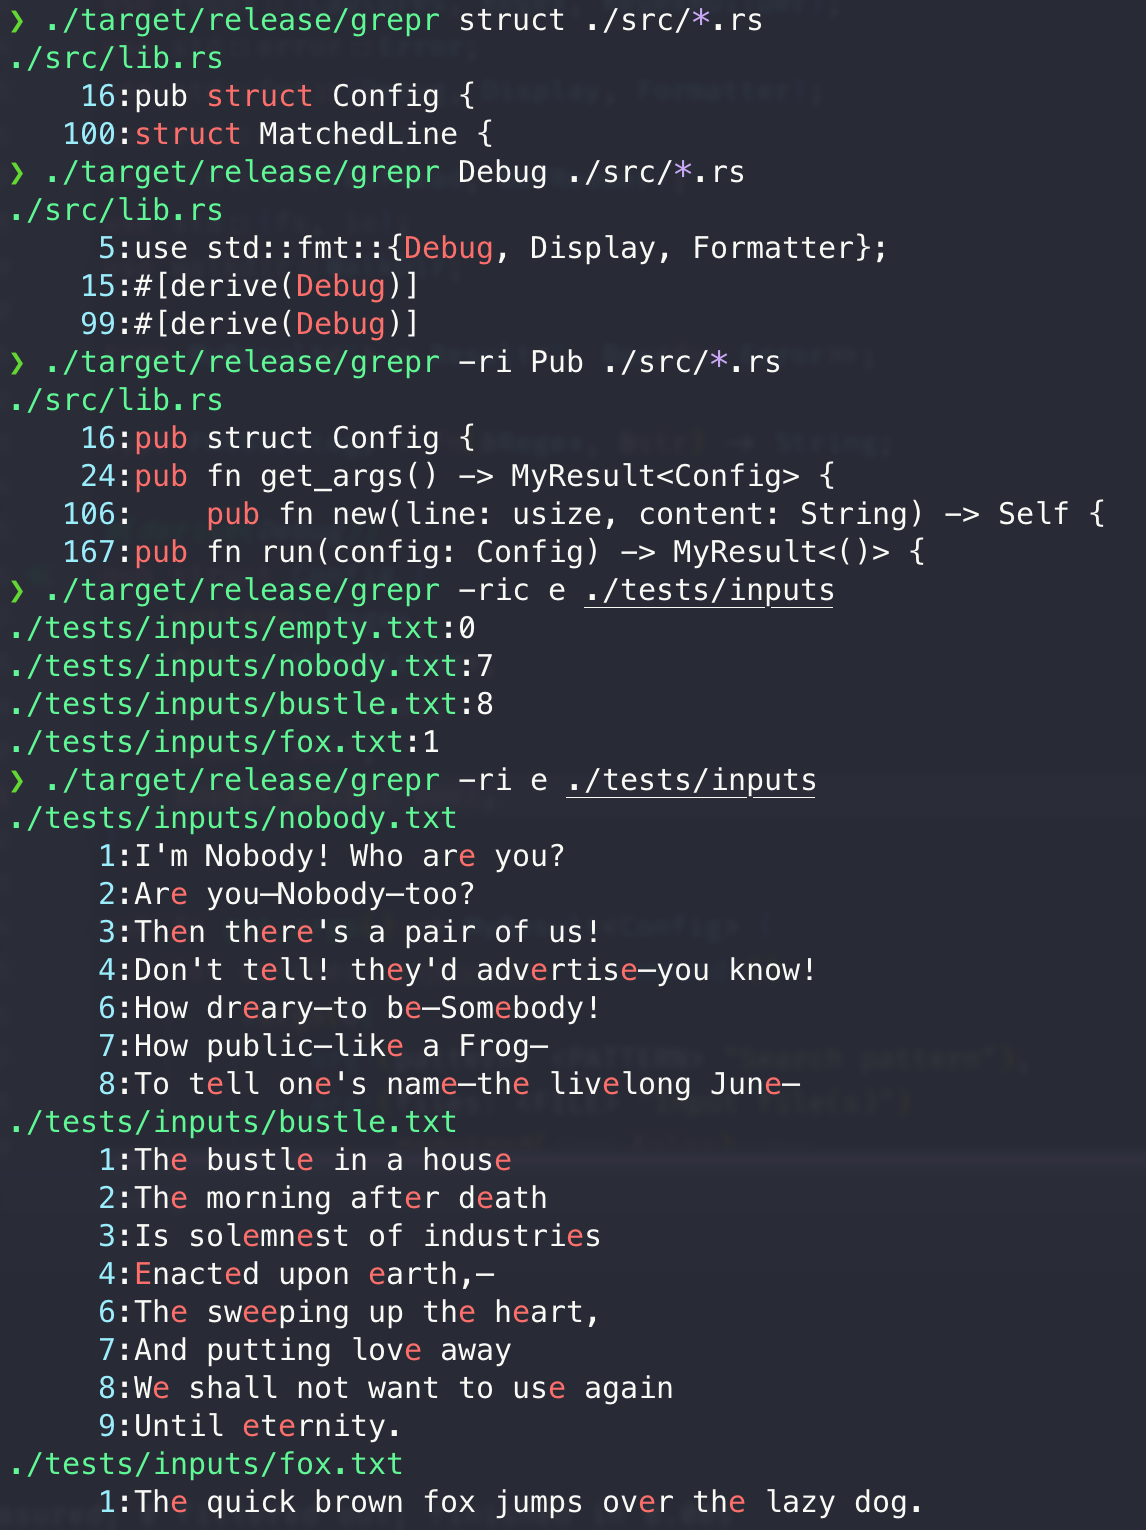 ❯ ./target/release/grepr struct ./src/*.rs
./src/lib.rs
    16:pub struct Config {
   100:struct MatchedLine {
❯ ./target/release/grepr Debug ./src/*.rs
./src/lib.rs
     5:use std::fmt::{Debug, Display, Formatter};
    15:#[derive(Debug)]
    99:#[derive(Debug)]
❯ ./target/release/grepr -ri Pub ./src/*.rs
./src/lib.rs
    16:pub struct Config {
    24:pub fn get_args() -> MyResult<Config> {
   106:    pub fn new(line: usize, content: String) -> Self {
   167:pub fn run(config: Config) -> MyResult<()> {
❯ ./target/release/grepr -ric e ./tests/inputs
./tests/inputs/empty.txt:0
./tests/inputs/nobody.txt:7
./tests/inputs/bustle.txt:8
./tests/inputs/fox.txt:1
❯ ./target/release/grepr -ri e ./tests/inputs
./tests/inputs/nobody.txt
     1:I'm Nobody! Who are you?
     2:Are you—Nobody—too?
     3:Then there's a pair of us!
     4:Don't tell! they'd advertise—you know!
     6:How dreary—to be—Somebody!
     7:How public—like a Frog—
     8:To tell one's name—the livelong June—
./tests/inputs/bustle.txt
     1:The bustle in a house
     2:The morning after death
     3:Is solemnest of industries
     4:Enacted upon earth,—
     6:The sweeping up the heart,
     7:And putting love away
     8:We shall not want to use again
     9:Until eternity.
./tests/inputs/fox.txt
     1:The quick brown fox jumps over the lazy dog.